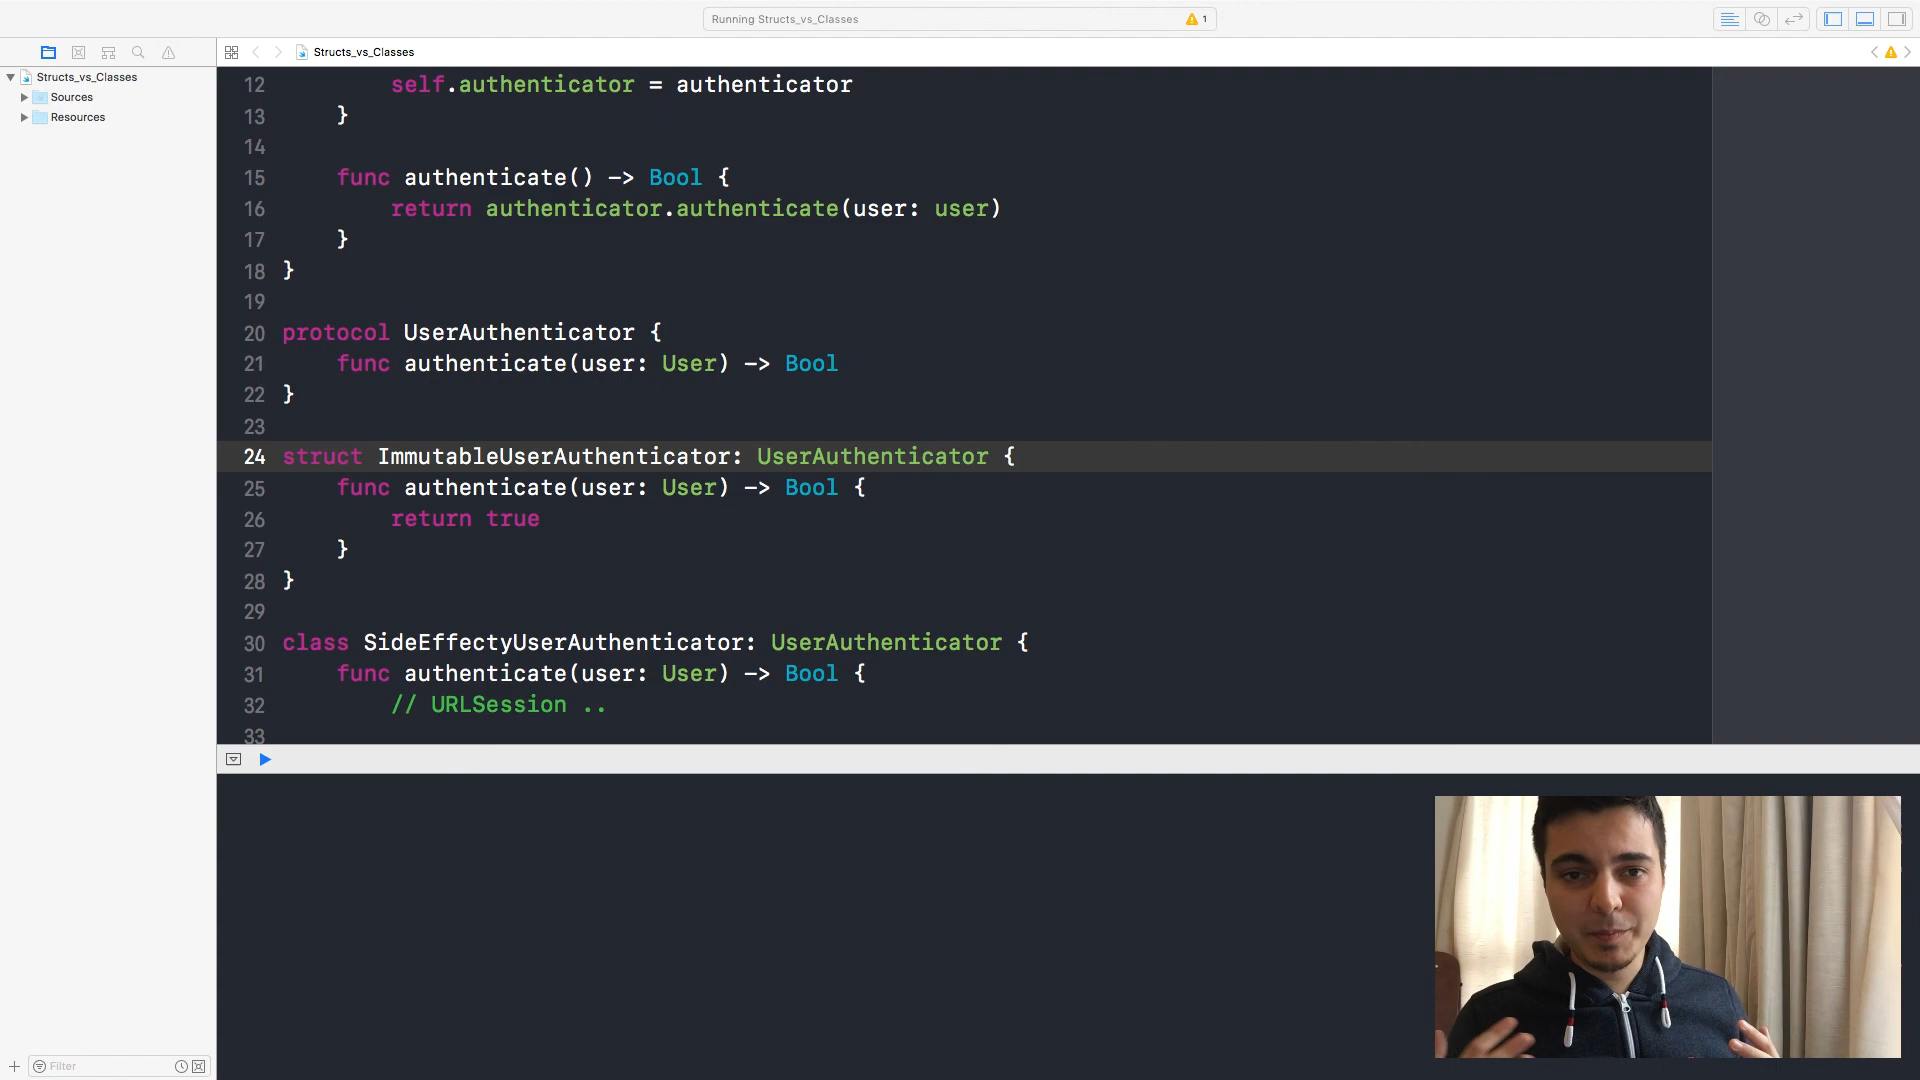 Running Structs_vs_Classes
1
Structs_vs_Classes
Structs_vs_Classes
Sources
Resources
12 self.authenticator = authenticator
13 }
14
15 func authenticate() -> Bool {
16 return authenticator.authenticate(user: user)
17 }
18 }
19
20 protocol UserAuthenticator {
21 func authenticate(user: User) -> Bool
22 }
23
24 struct ImmutableUserAuthenticator: UserAuthenticator {
25 func authenticate(user: User) -> Bool {
26 return true
27 }
28 }
29
30 class SideEffectyUserAuthenticator: UserAuthenticator {
31 func authenticate(user: User) -> Bool {
32 // URLSession ..
33
Filter